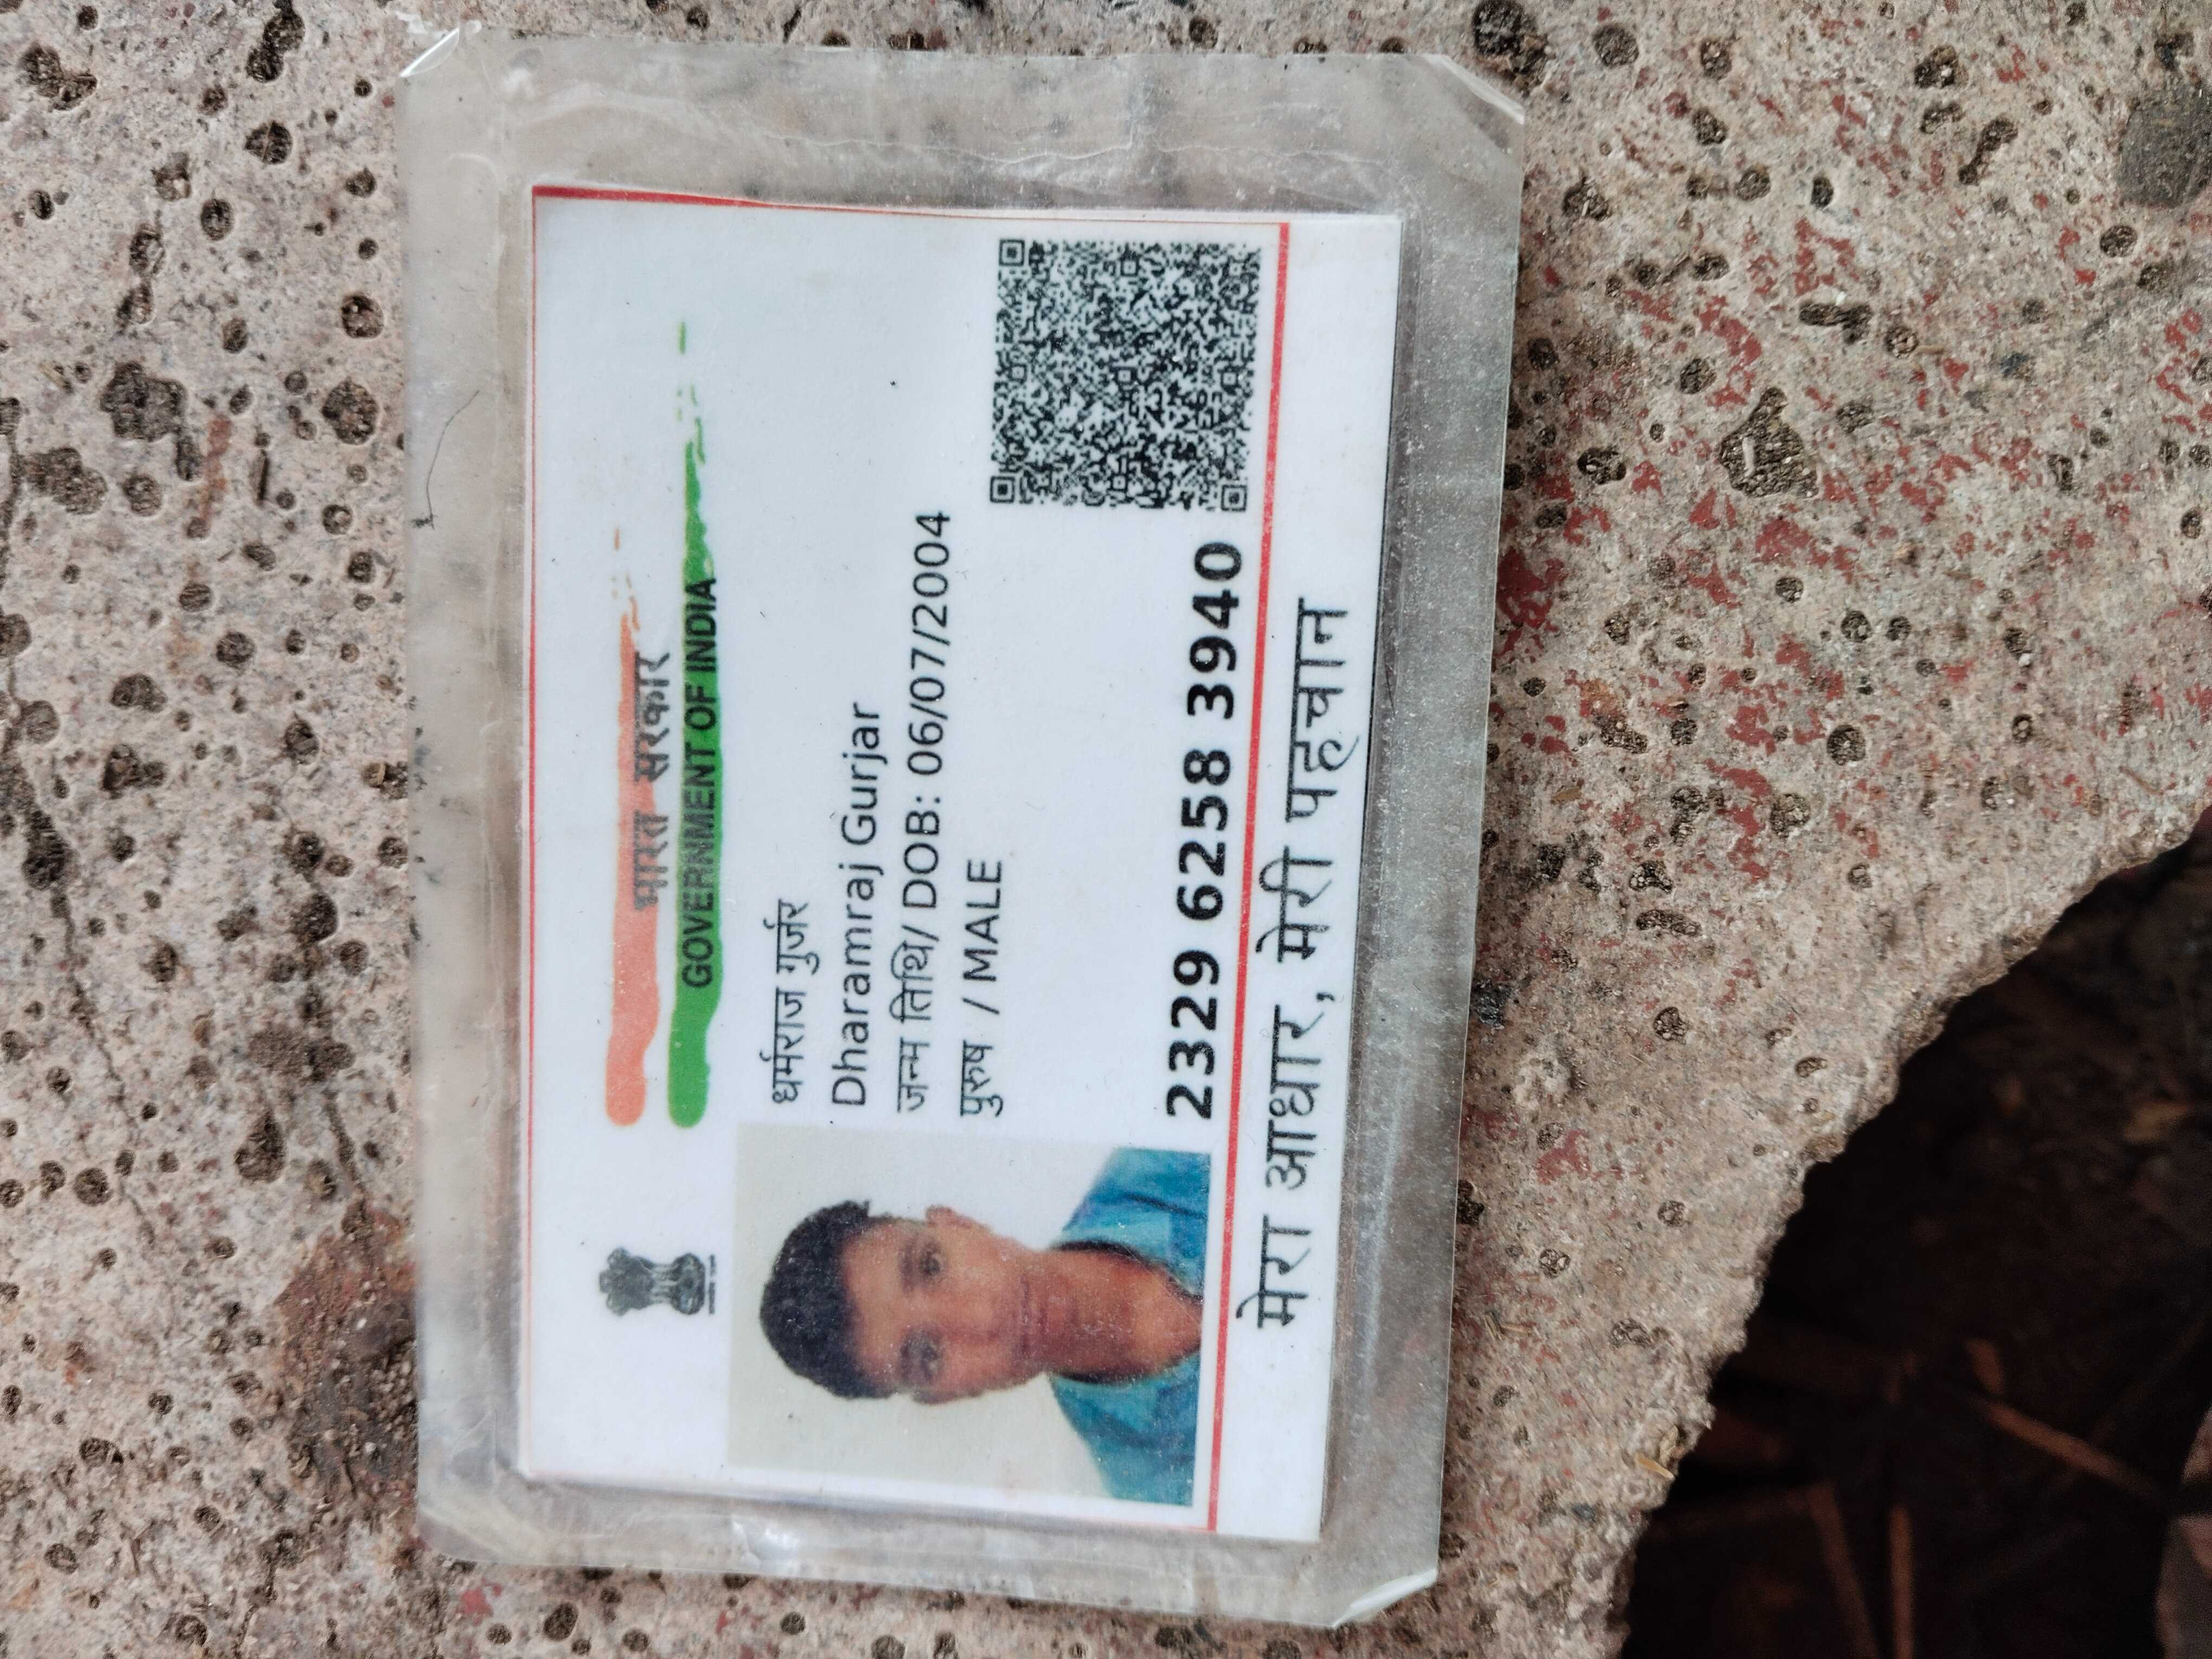 भारत सरकार
GOVERNMENT OF INDIA
धर्मराज गुर्जर
Dharamraj Gurjar
जन्म तिथि/ DOB: 06/07/2004
पुरुष / MALE
2329 6258 3940
मेरा आधार, मेरी पहचान